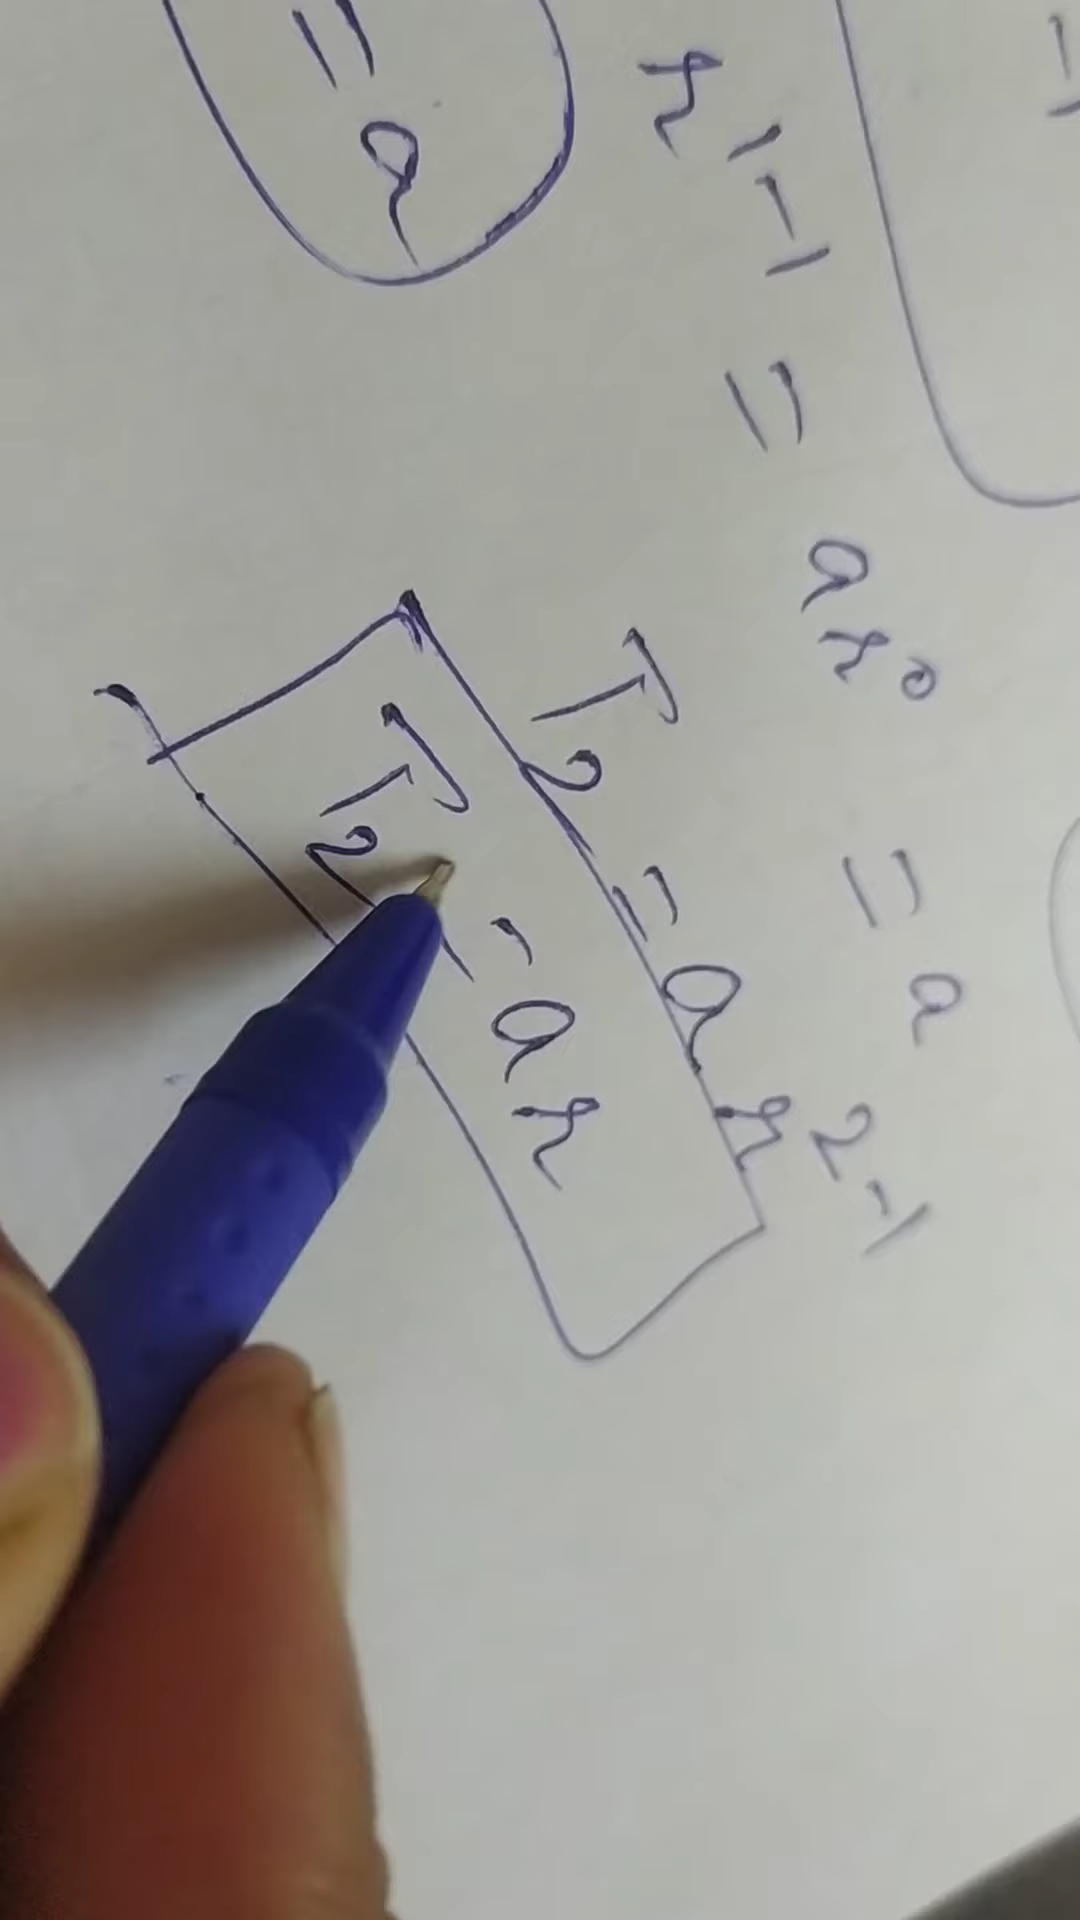 r¹⁻¹ = ar⁰ = a
= a
T₂ = ar²⁻¹
T₂ = ar